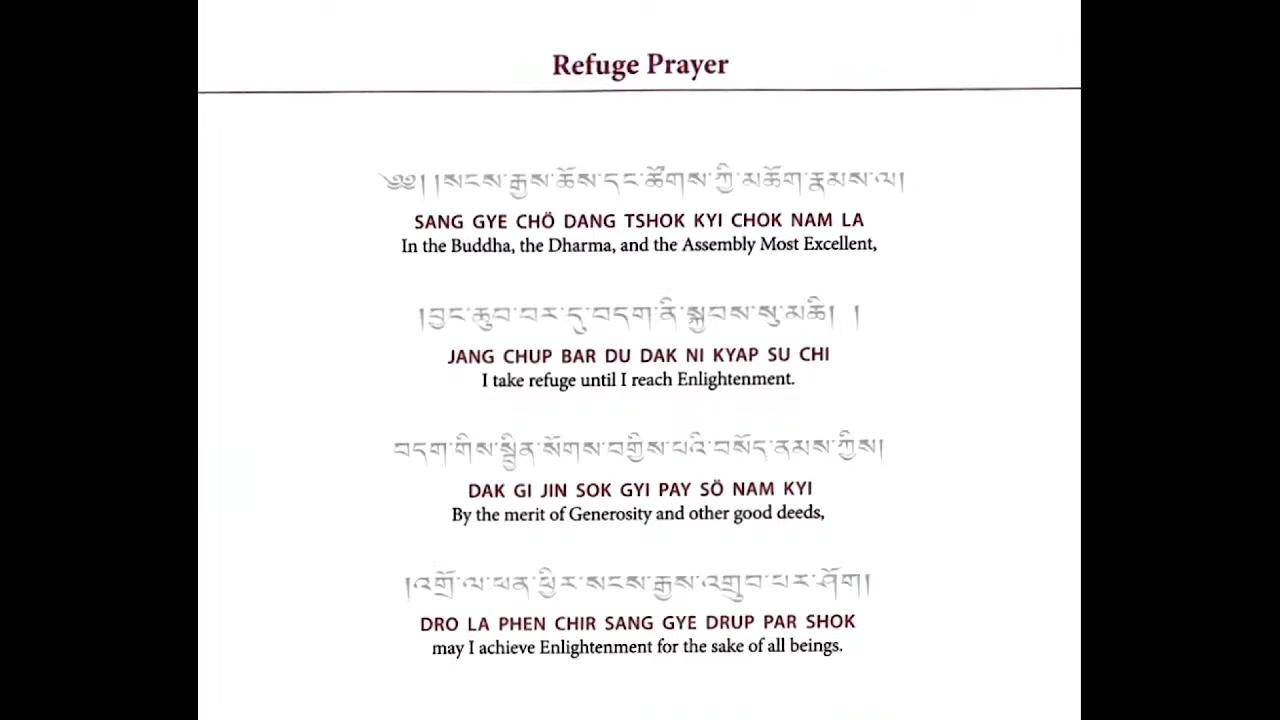 Refuge Prayer
༄༅། །སངས་རྒྱས་ཆོས་དང་ཚོགས་ཀྱི་མཆོག་རྣམས་ལ།
SANG GYE CHÖ DANG TSHOK KYI CHOK NAM LA
In the Buddha, the Dharma, and the Assembly Most Excellent,
།བྱང་ཆུབ་བར་དུ་བདག་ནི་སྐྱབས་སུ་མཆི། །
JANG CHUP BAR DU DAK NI KYAP SU CHI
I take refuge until I reach Enlightenment.
བདག་གིས་སྦྱིན་སོགས་བགྱིས་པའི་བསོད་ནམས་ཀྱིས།
DAK GI JIN SOK GYI PAY SÖ NAM KYI
By the merit of Generosity and other good deeds,
།འགྲོ་ལ་ཕན་ཕྱིར་སངས་རྒྱས་འགྲུབ་པར་ཤོག།
DRO LA PHEN CHIR SANG GYE DRUP PAR SHOK
may I achieve Enlightenment for the sake of all beings.